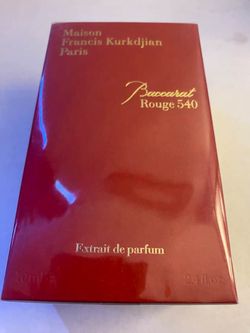 Maison
Francis Kurkdjian
Paris
Baccarat
Rouge 540
Extrait de parfum